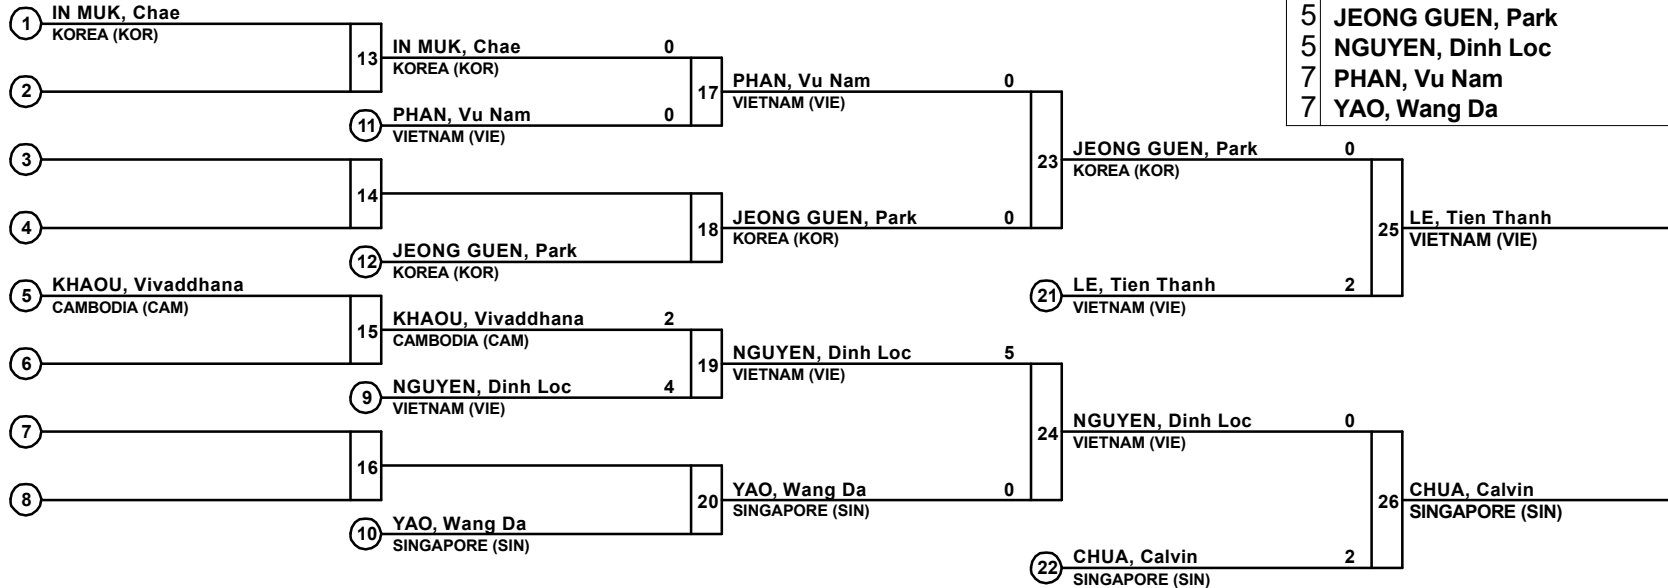 5 JEONG GUEN, Park
5 NGUYEN, Dinh Loc
7 PHAN, Vu Nam
7 YAO, Wang Da
1 IN MUK, Chae
KOREA (KOR)
2
13 IN MUK, Chae 0
KOREA (KOR)
11 PHAN, Vu Nam 0
VIETNAM (VIE)
17 PHAN, Vu Nam 0
VIETNAM (VIE)
3
4
14
12 JEONG GUEN, Park
KOREA (KOR)
18 JEONG GUEN, Park 0
KOREA (KOR)
23 JEONG GUEN, Park 0
KOREA (KOR)
21 LE, Tien Thanh 2
VIETNAM (VIE)
25 LE, Tien Thanh
VIETNAM (VIE)
5 KHAOU, Vivaddhana
CAMBODIA (CAM)
6
15 KHAOU, Vivaddhana 2
CAMBODIA (CAM)
9 NGUYEN, Dinh Loc 4
VIETNAM (VIE)
19 NGUYEN, Dinh Loc 5
VIETNAM (VIE)
7
8
16
10 YAO, Wang Da
SINGAPORE (SIN)
20 YAO, Wang Da 0
SINGAPORE (SIN)
24 NGUYEN, Dinh Loc 0
VIETNAM (VIE)
22 CHUA, Calvin 2
SINGAPORE (SIN)
26 CHUA, Calvin
SINGAPORE (SIN)